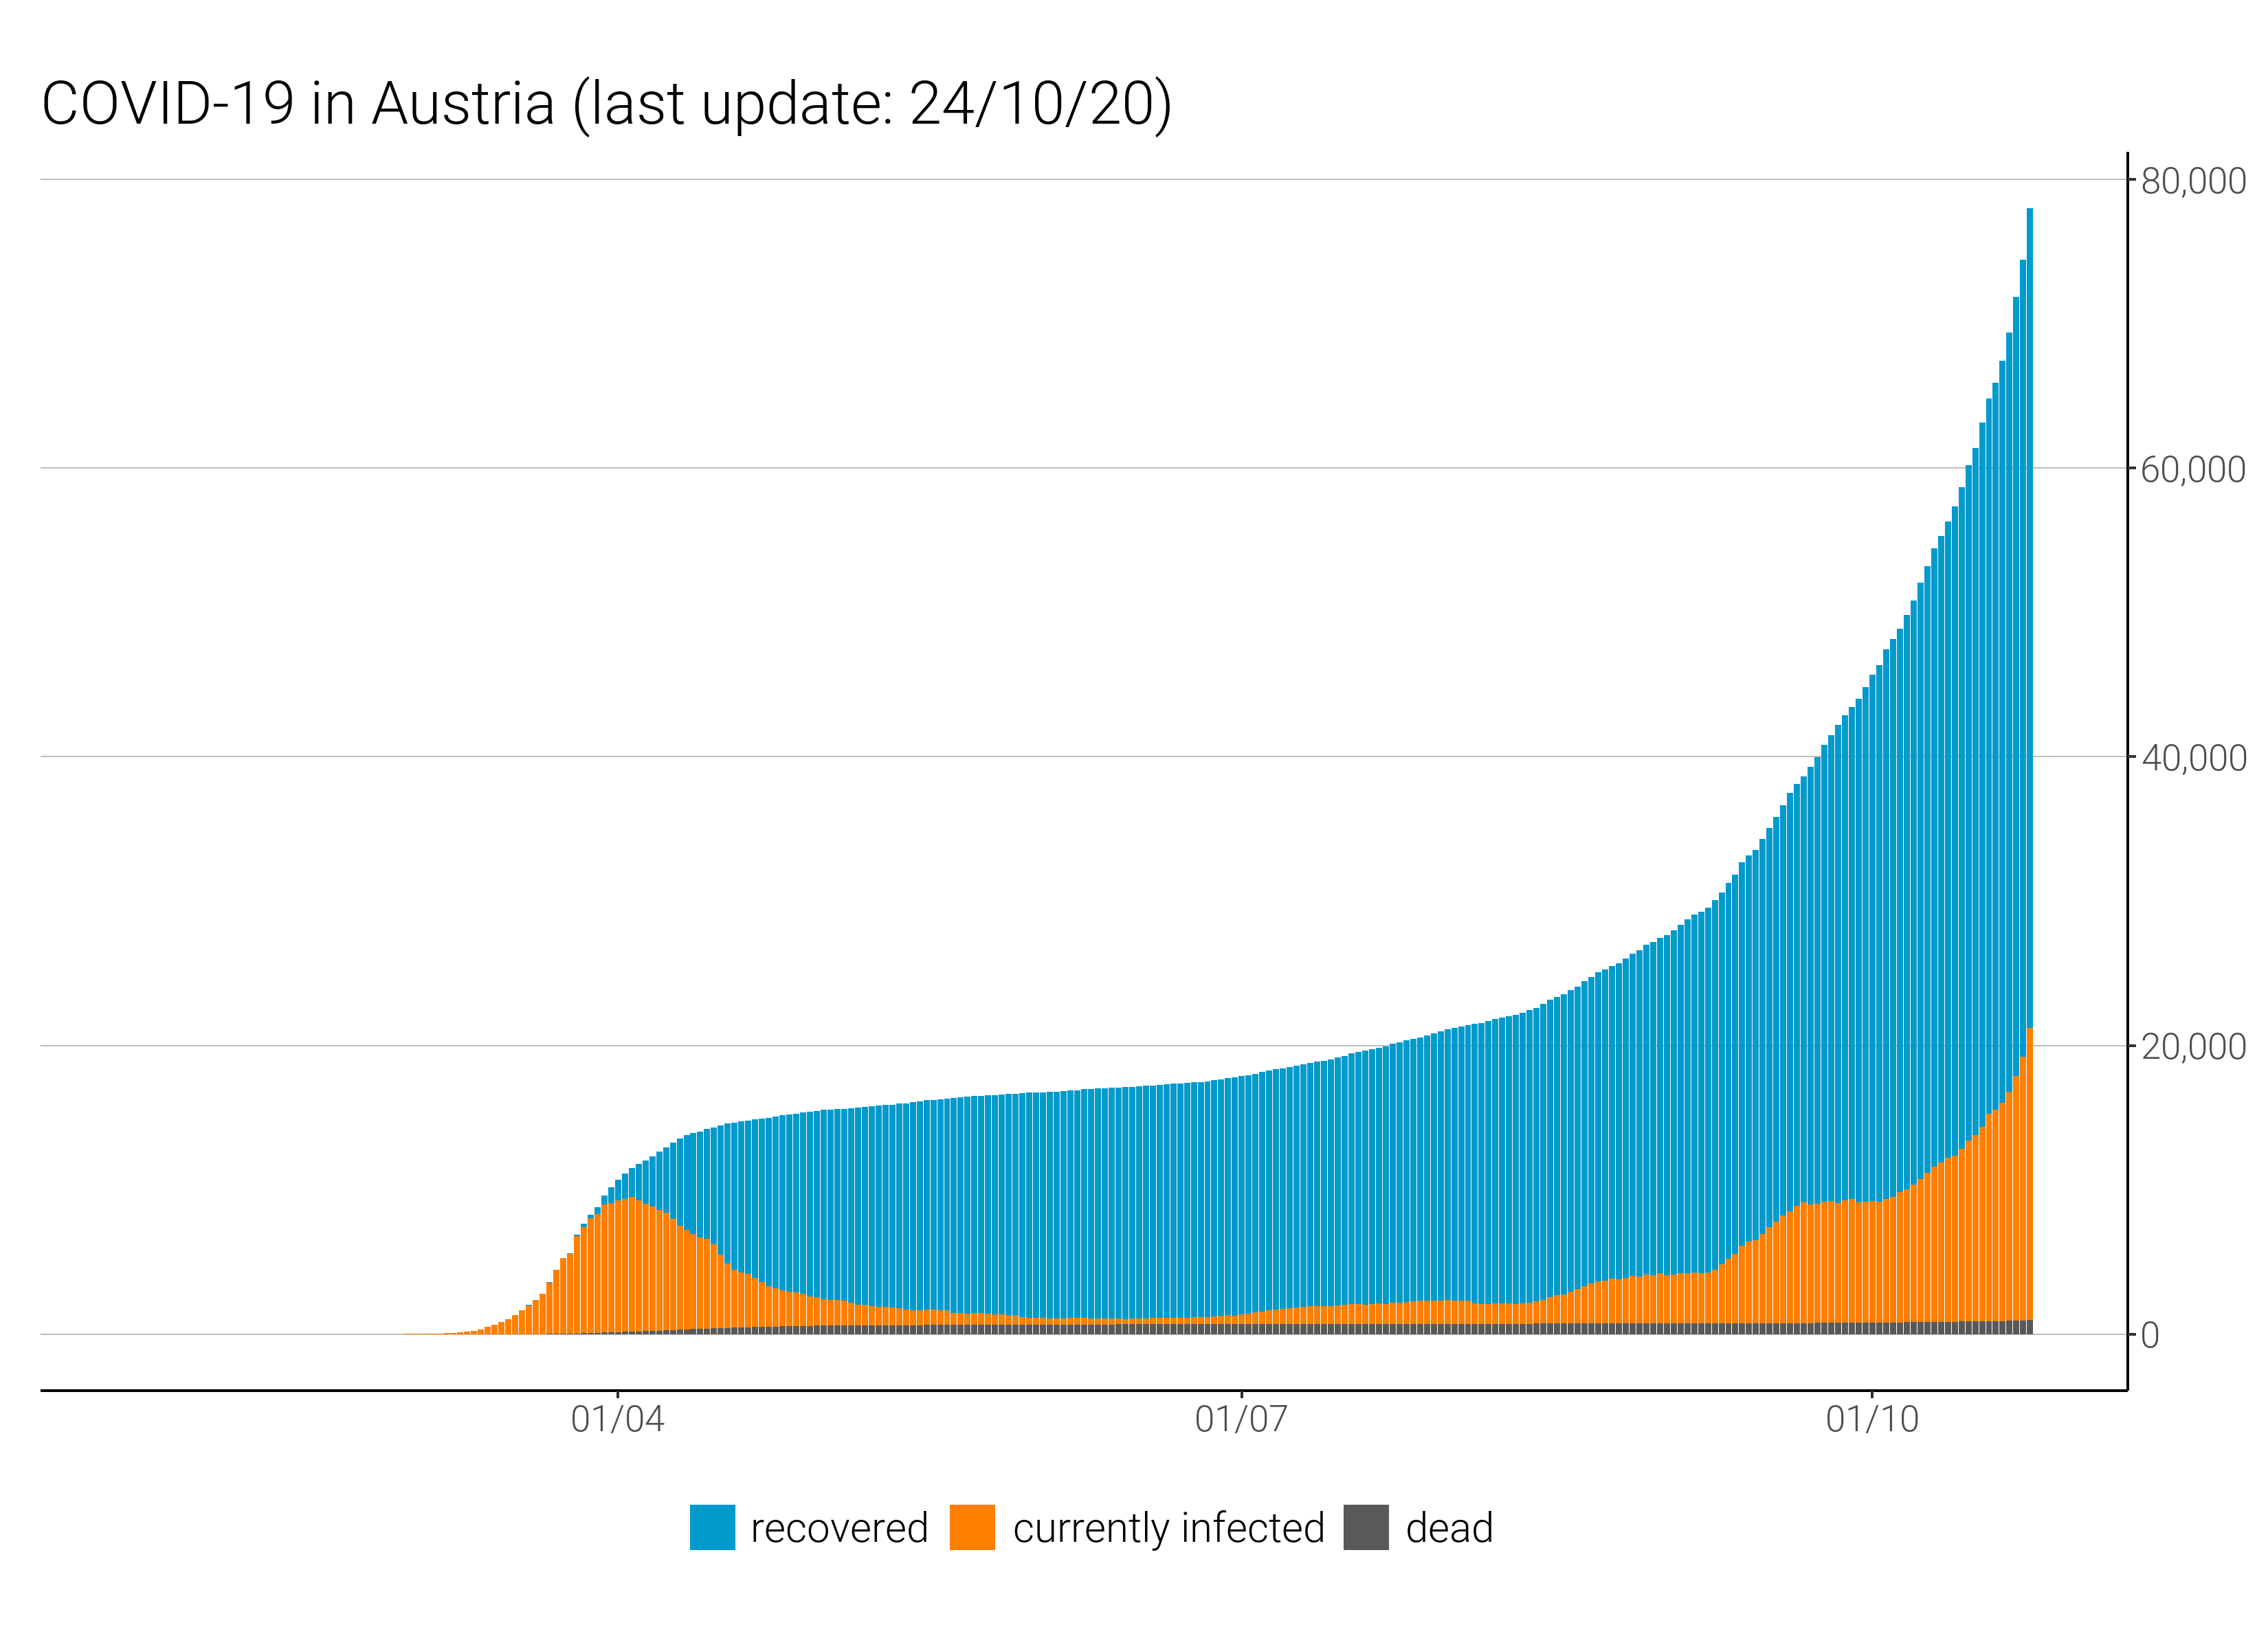 COVID-19 in Austria (last update: 24/10/20)
80,000
60,000
40,000
20,000
0
01/04 01/07 01/10
recovered currently infected dead